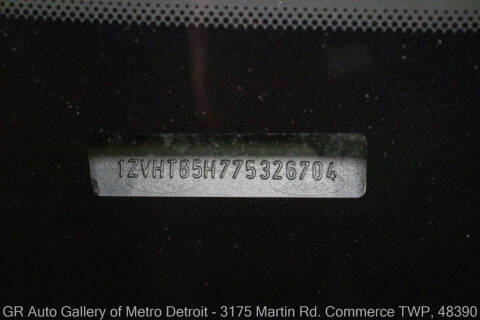 1ZVHT85H775326704
GR Auto Gallery of Metro Detroit - 3175 Martin Rd. Commerce TWP, 48390